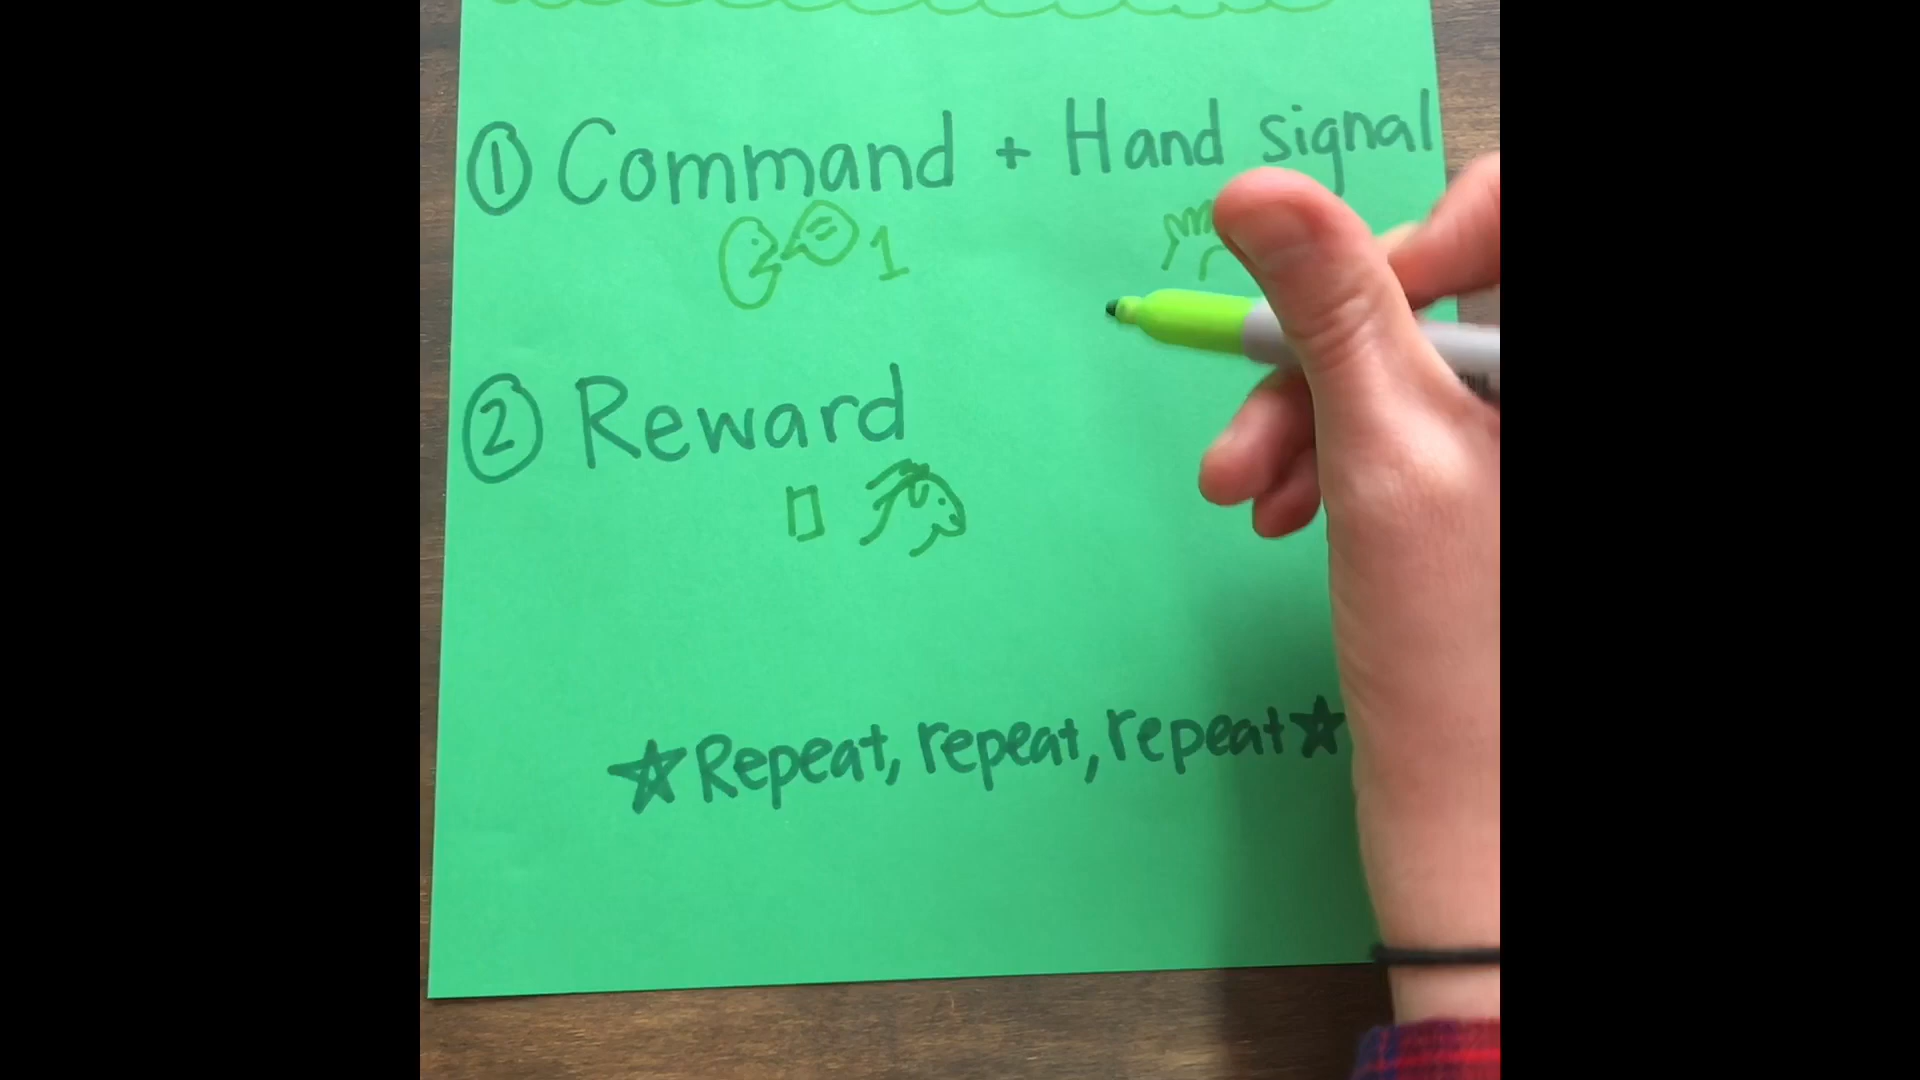 ① Command + Hand signal
1
② Reward
☆Repeat, repeat, repeat☆